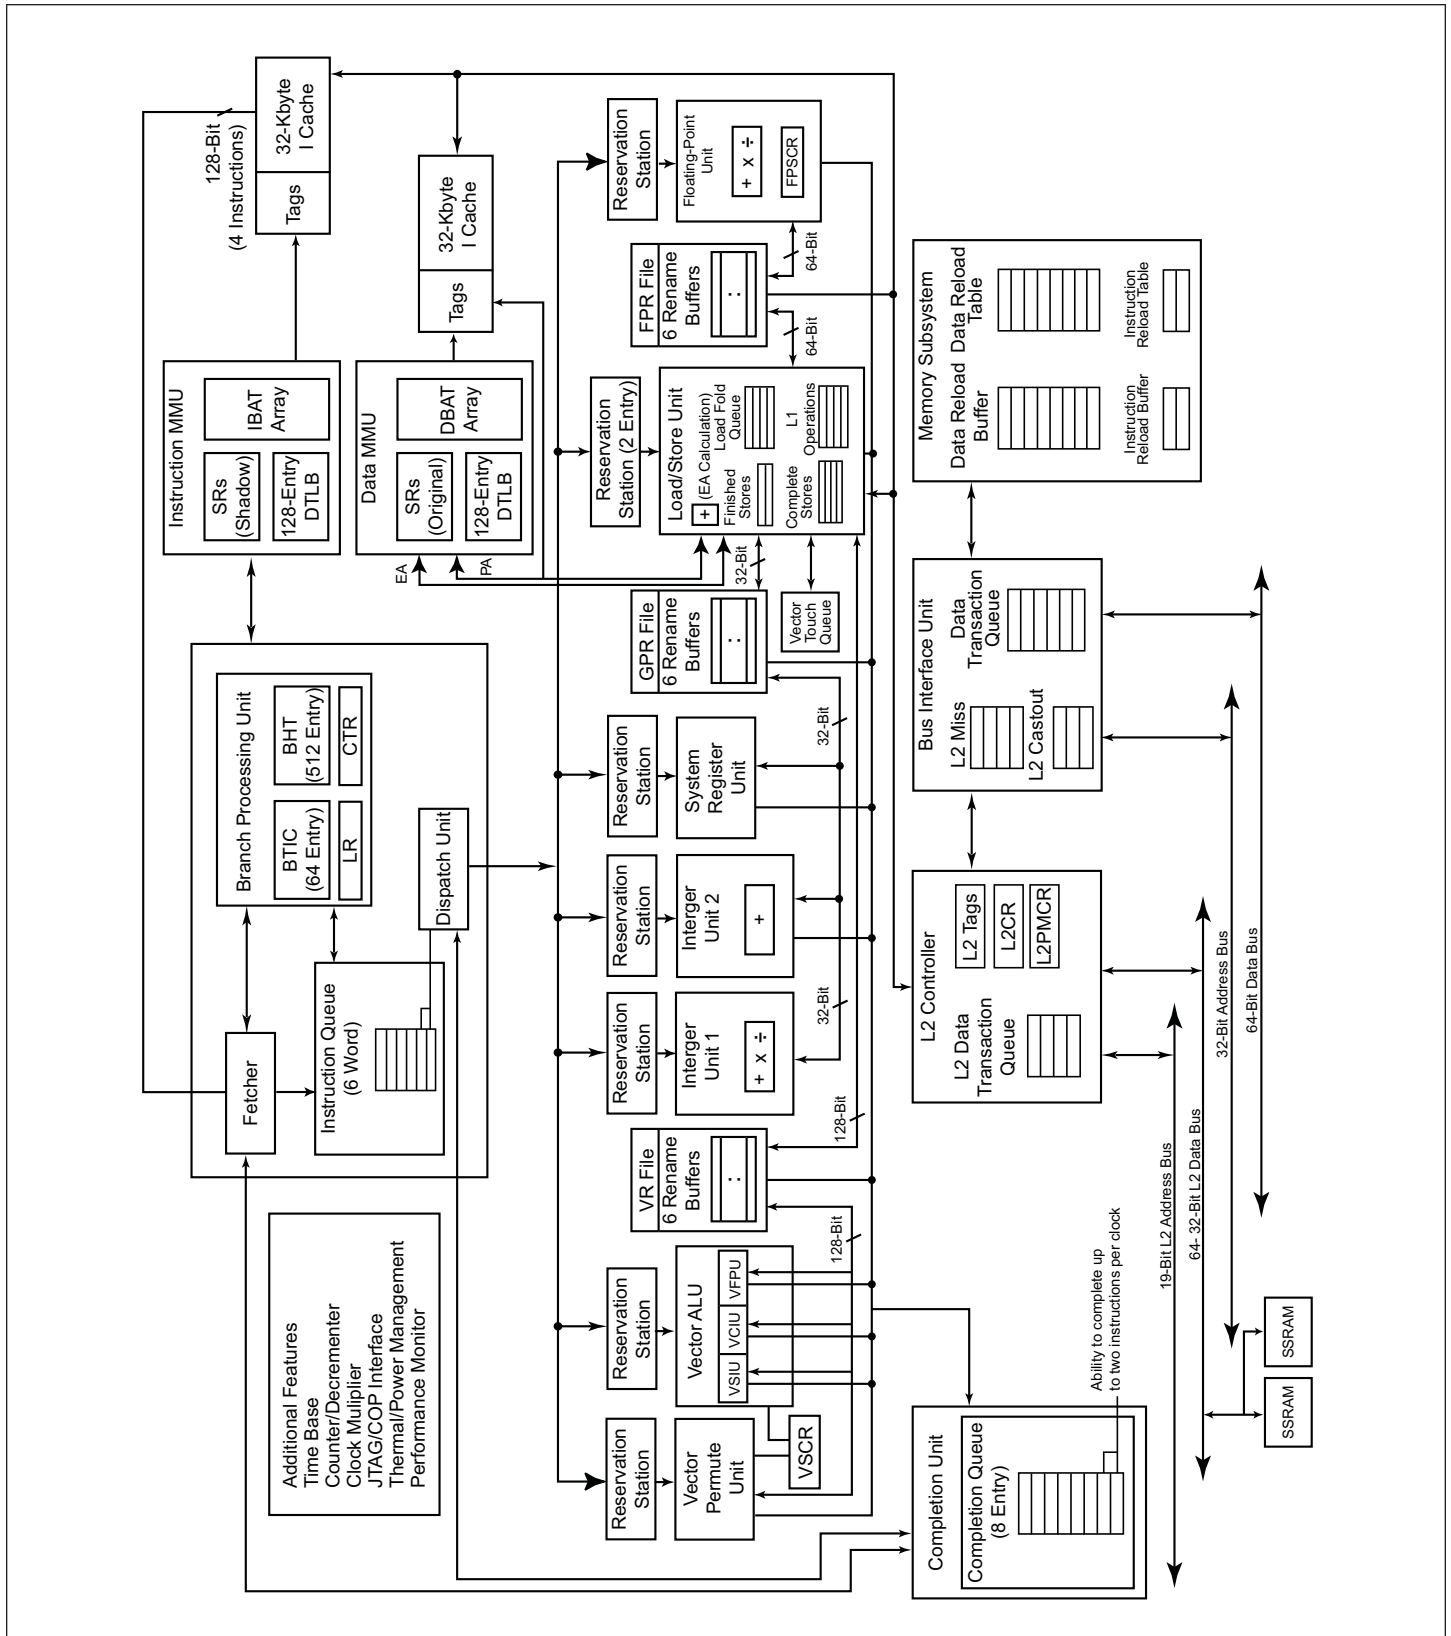 Additional Features
Time Base
Counter/Decrementer
Clock Muliplier
JTAG/COP Interface
Thermal/Power Management
Performance Monitor
Fetcher
Branch Processing Unit
BTIC
(64 Entry)
BHT
(512 Entry)
LR
CTR
Instruction Queue
(6 Word)
Dispatch Unit
Instruction MMU
SRs
(Shadow)
IBAT
Array
128-Entry
DTLB
128-Bit
(4 Instructions)
Tags
32-Kbyte
I Cache
Data MMU
SRs
(Original)
DBAT
Array
128-Entry
DTLB
Tags
32-Kbyte
I Cache
EA
PA
Reservation
Station
Vector
Permute
Unit
VSCR
Reservation
Station
Vector ALU
VSIU
VCIU
VFPU
128-Bit
VR File
6 Rename
Buffers
:
128-Bit
Reservation
Station
Interger
Unit 1
+ x ÷
32-Bit
Reservation
Station
Interger
Unit 2
+
Reservation
Station
System
Register
Unit
32-Bit
GPR File
6 Rename
Buffers
:
32-Bit
Vector
Touch
Queue
Reservation
Station (2 Entry)
Load/Store Unit
+
(EA Calculation)
Finished
Stores
Load Fold
Queue
Complete
Stores
L1
Operations
64-Bit
FPR File
6 Rename
Buffers
:
64-Bit
Reservation
Station
Floating-Point
Unit
+ x ÷
FPSCR
Completion Unit
Completion Queue
(8 Entry)
Ability to complete up
to two instructions per clock
L2 Controller
L2 Data
Transaction
Queue
L2 Tags
L2CR
L2PMCR
Bus Interface Unit
L2 Miss
Data
Transaction
Queue
L2 Castout
Memory Subsystem
Data Reload
Buffer
Data Reload
Table
Instruction
Reload Buffer
Instruction
Reload Table
19-Bit L2 Address Bus
64- 32-Bit L2 Data Bus
32-Bit Address Bus
64-Bit Data Bus
SSRAM
SSRAM